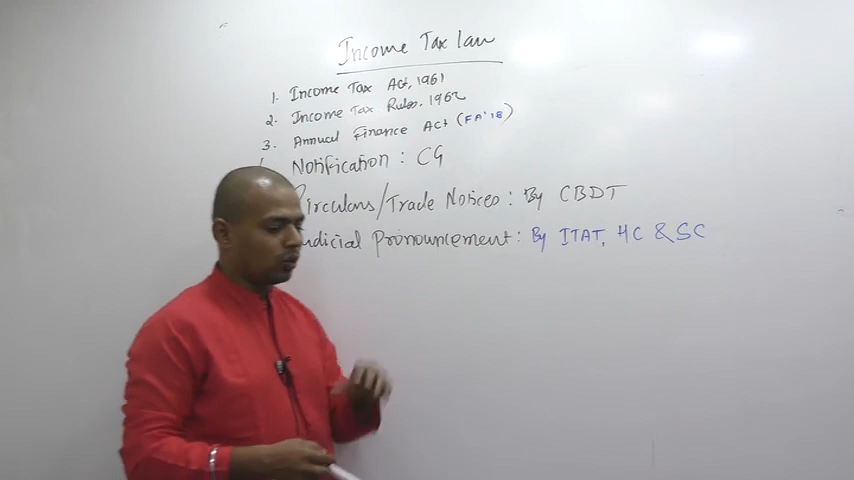 Income Tax law
1. Income Tax Act, 1961
2. Income Tax Rules, 1962
3. Annual Finance Act (FA'18)
Notification : CG
Circulars/Trade Notices : By CBDT
Judicial Pronouncement : By ITAT, HC & SC